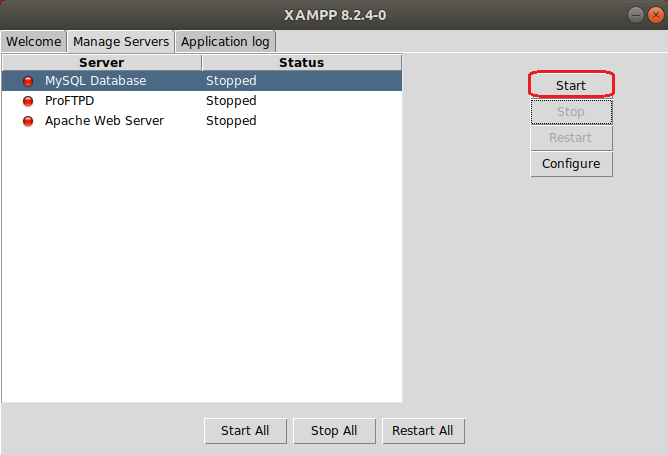 XAMPP 8.2.4-0
Welcome Manage Servers Application log
Server Status
MySQL Database Stopped
ProFTPD Stopped
Apache Web Server Stopped
Start
Stop
Restart
Configure
Start All Stop All Restart All